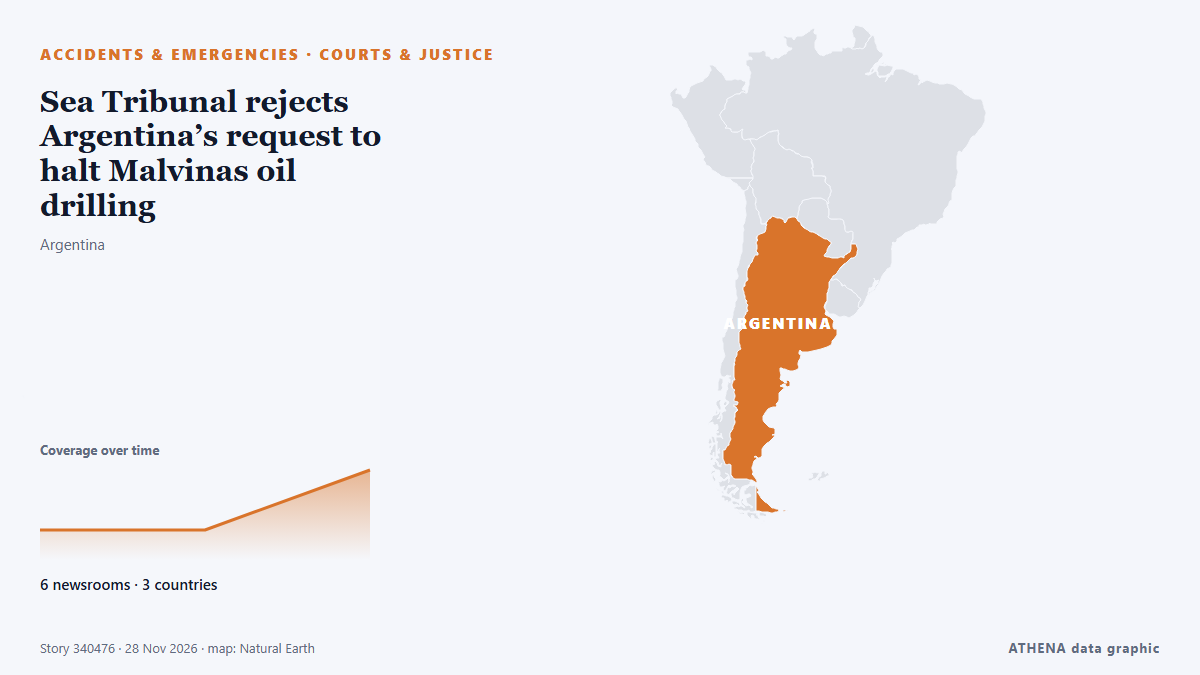 ACCIDENTS & EMERGENCIES · COURTS & JUSTICE
Sea Tribunal rejects
Argentina’s request to
halt Malvinas oil
drilling
Argentina
ARGENTINA
Coverage over time
6 newsrooms · 3 countries
Story 340476 · 28 Nov 2026 · map: Natural Earth
ATHENA data graphic